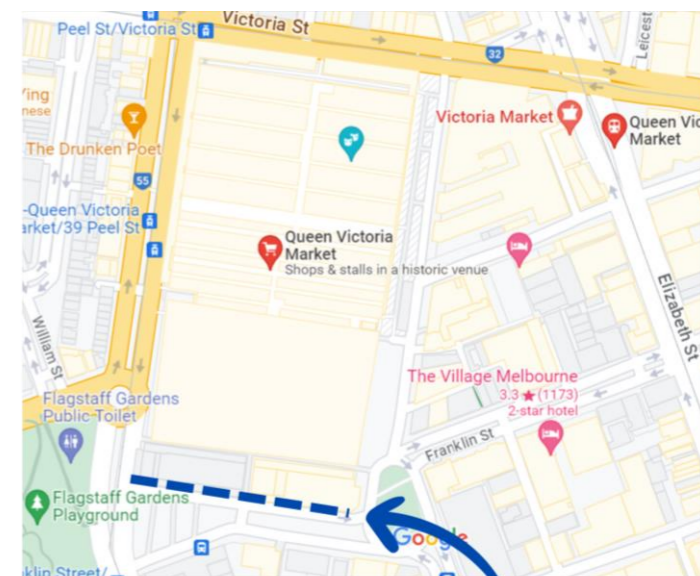 Peel St/Victoria St
Victoria St
32
Leicest
Ying
nese
The Drunken Poet
Victoria Market
Queen Vic
Market
55
-Queen Victoria
arket/39 Peel St
Queen Victoria
Market
Shops & stalls in a historic venue
Elizabeth St
William St
The Village Melbourne
3.3 ★ (1173)
2-star hotel
Flagstaff Gardens
Public Toilet
Franklin St
Flagstaff Gardens
Playground
Google
klin Street/